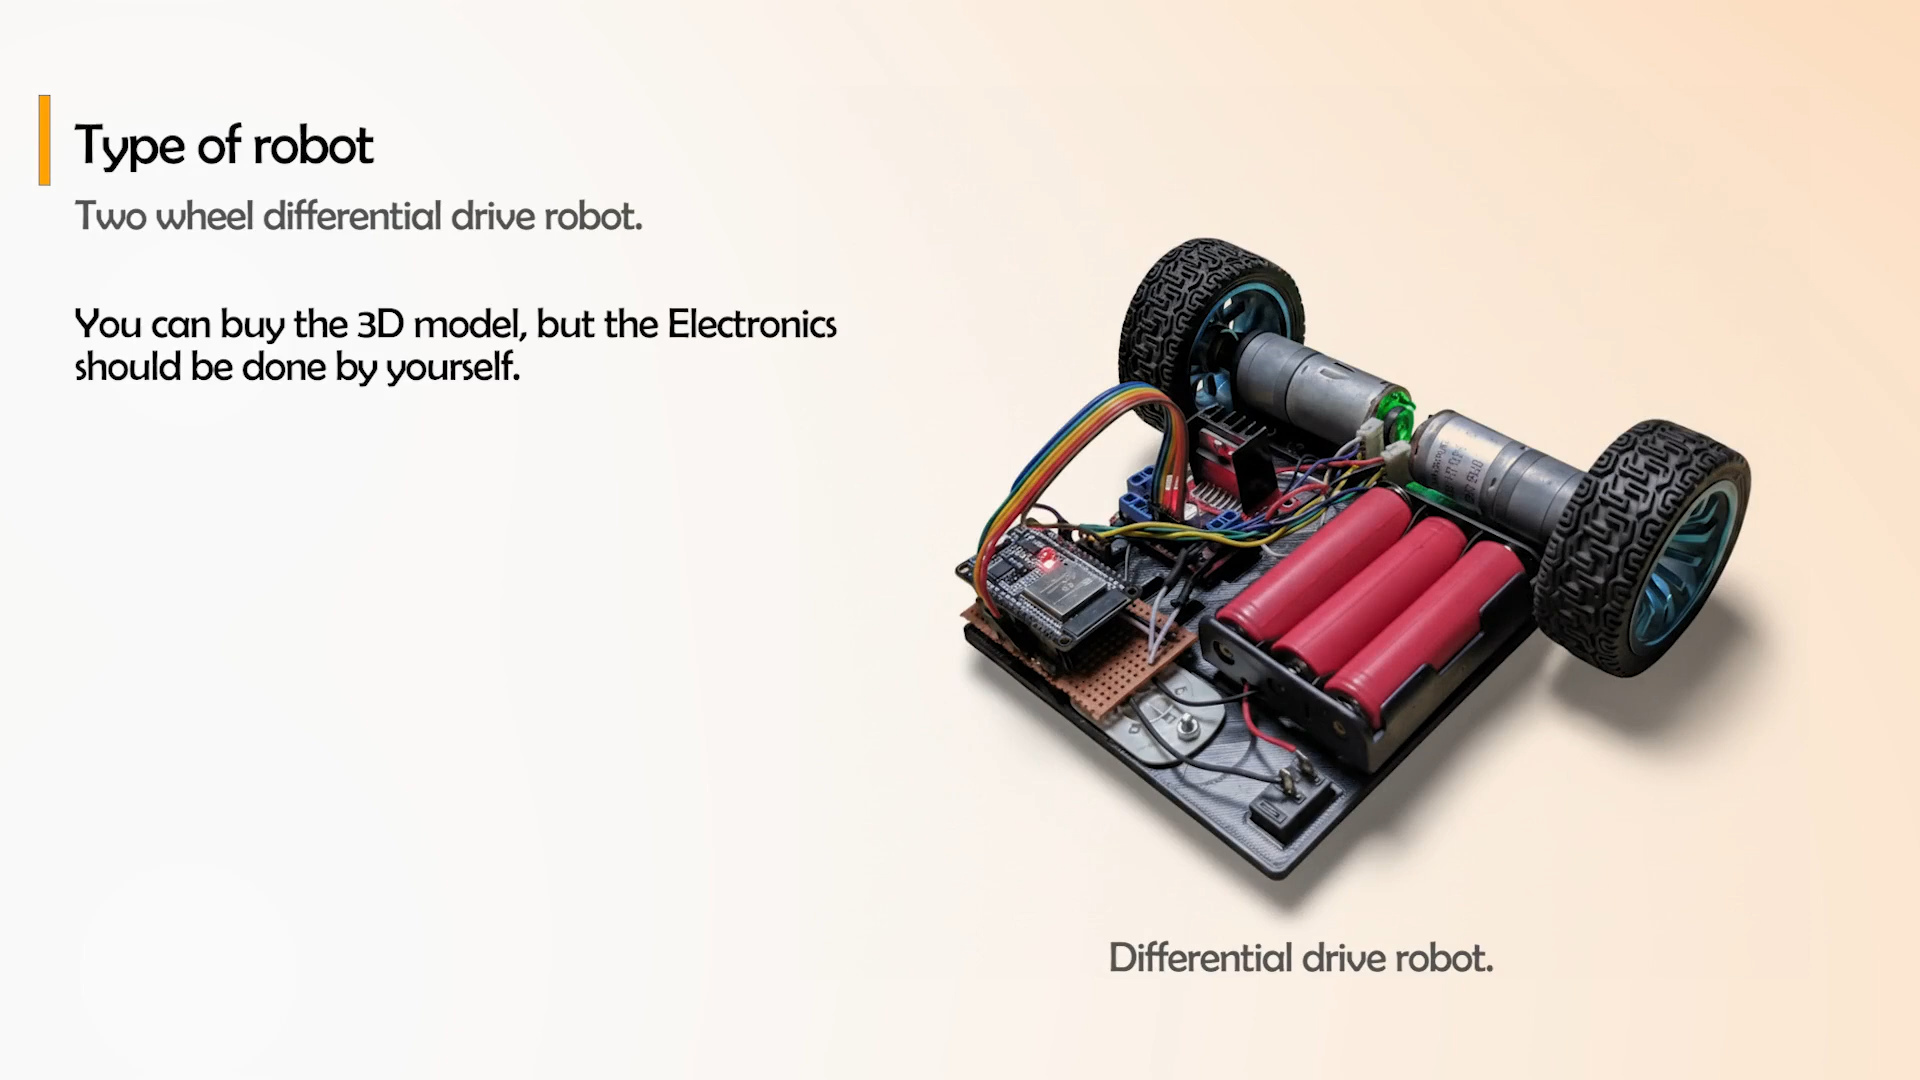 Type of robot
Two wheel differential drive robot.
You can buy the 3D model, but the Electronics
should be done by yourself.
Differential drive robot.